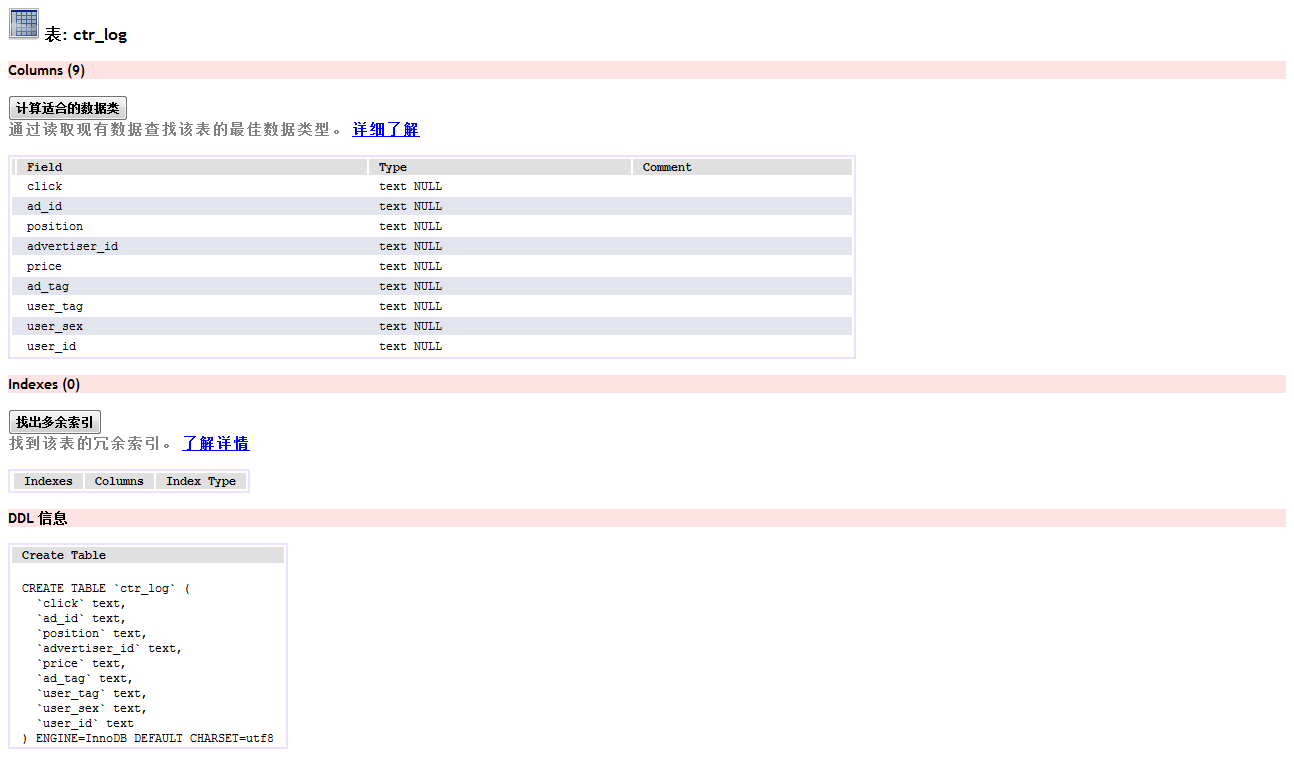 表: ctr_log
Columns (9)
计算适合的数据类
通过读取现有数据查找该表的最佳数据类型。 详细了解
Field Type Comment
click text NULL
ad_id text NULL
position text NULL
advertiser_id text NULL
price text NULL
ad_tag text NULL
user_tag text NULL
user_sex text NULL
user_id text NULL
Indexes (0)
找出多余索引
找到该表的冗余索引。 了解详情
Indexes Columns Index Type
DDL 信息
Create Table
CREATE TABLE `ctr_log` (
`click` text,
`ad_id` text,
`position` text,
`advertiser_id` text,
`price` text,
`ad_tag` text,
`user_tag` text,
`user_sex` text,
`user_id` text
) ENGINE=InnoDB DEFAULT CHARSET=utf8